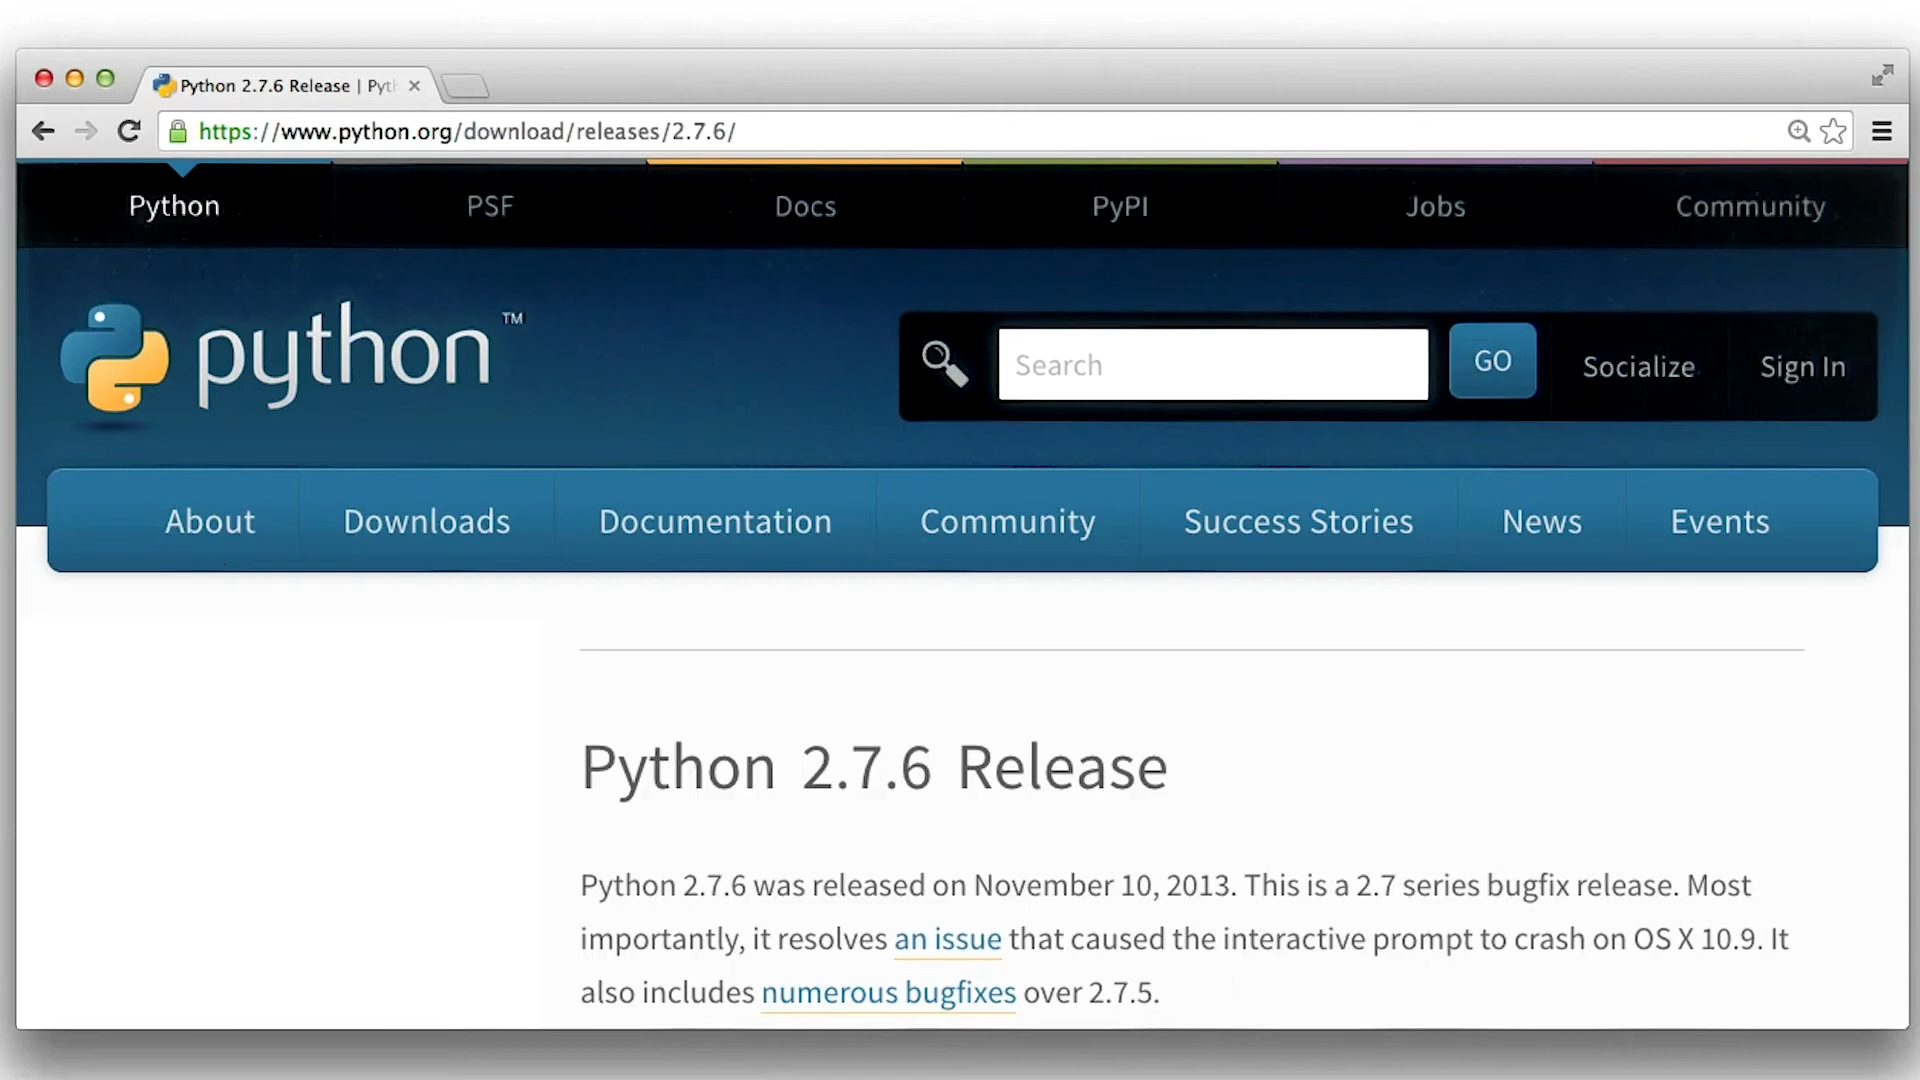 Python 2.7.6 Release | Pyth
https://www.python.org/download/releases/2.7.6/
Python PSF Docs PyPI Jobs Community
python™ Search GO Socialize Sign In
About Downloads Documentation Community Success Stories News Events
Python 2.7.6 Release
Python 2.7.6 was released on November 10, 2013. This is a 2.7 series bugfix release. Most
importantly, it resolves an issue that caused the interactive prompt to crash on OS X 10.9. It
also includes numerous bugfixes over 2.7.5.